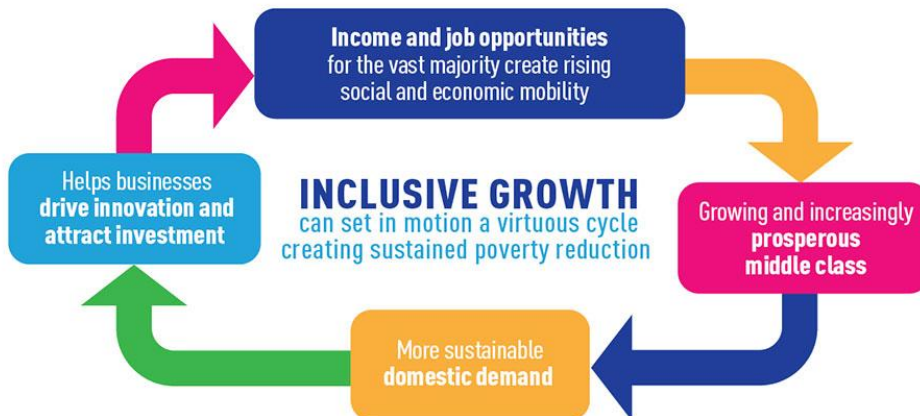 Income and job opportunities
for the vast majority create rising
social and economic mobility
Helps businesses
drive innovation and
attract investment
INCLUSIVE GROWTH
can set in motion a virtuous cycle
creating sustained poverty reduction
Growing and increasingly
prosperous
middle class
More sustainable
domestic demand